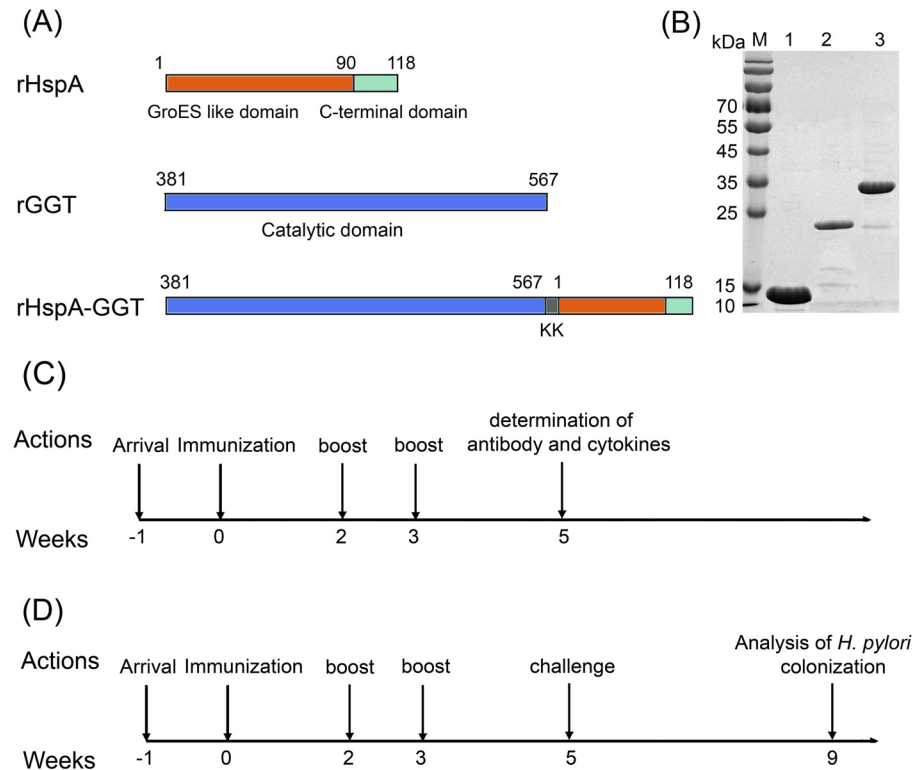 (A)
1 90 118
rHspA
GroES like domain C-terminal domain
381 567
rGGT
Catalytic domain
381 567 1 118
rHspA-GGT
KK
(B)
kDa M 1 2 3
70
55
45
35
25
15
10
(C)
determination of
Actions Arrival Immunization boost boost antibody and cytokines
Weeks -1 0 2 3 5
(D)
Analysis of H. pylori
Actions Arrival Immunization boost boost challenge colonization
Weeks -1 0 2 3 5 9